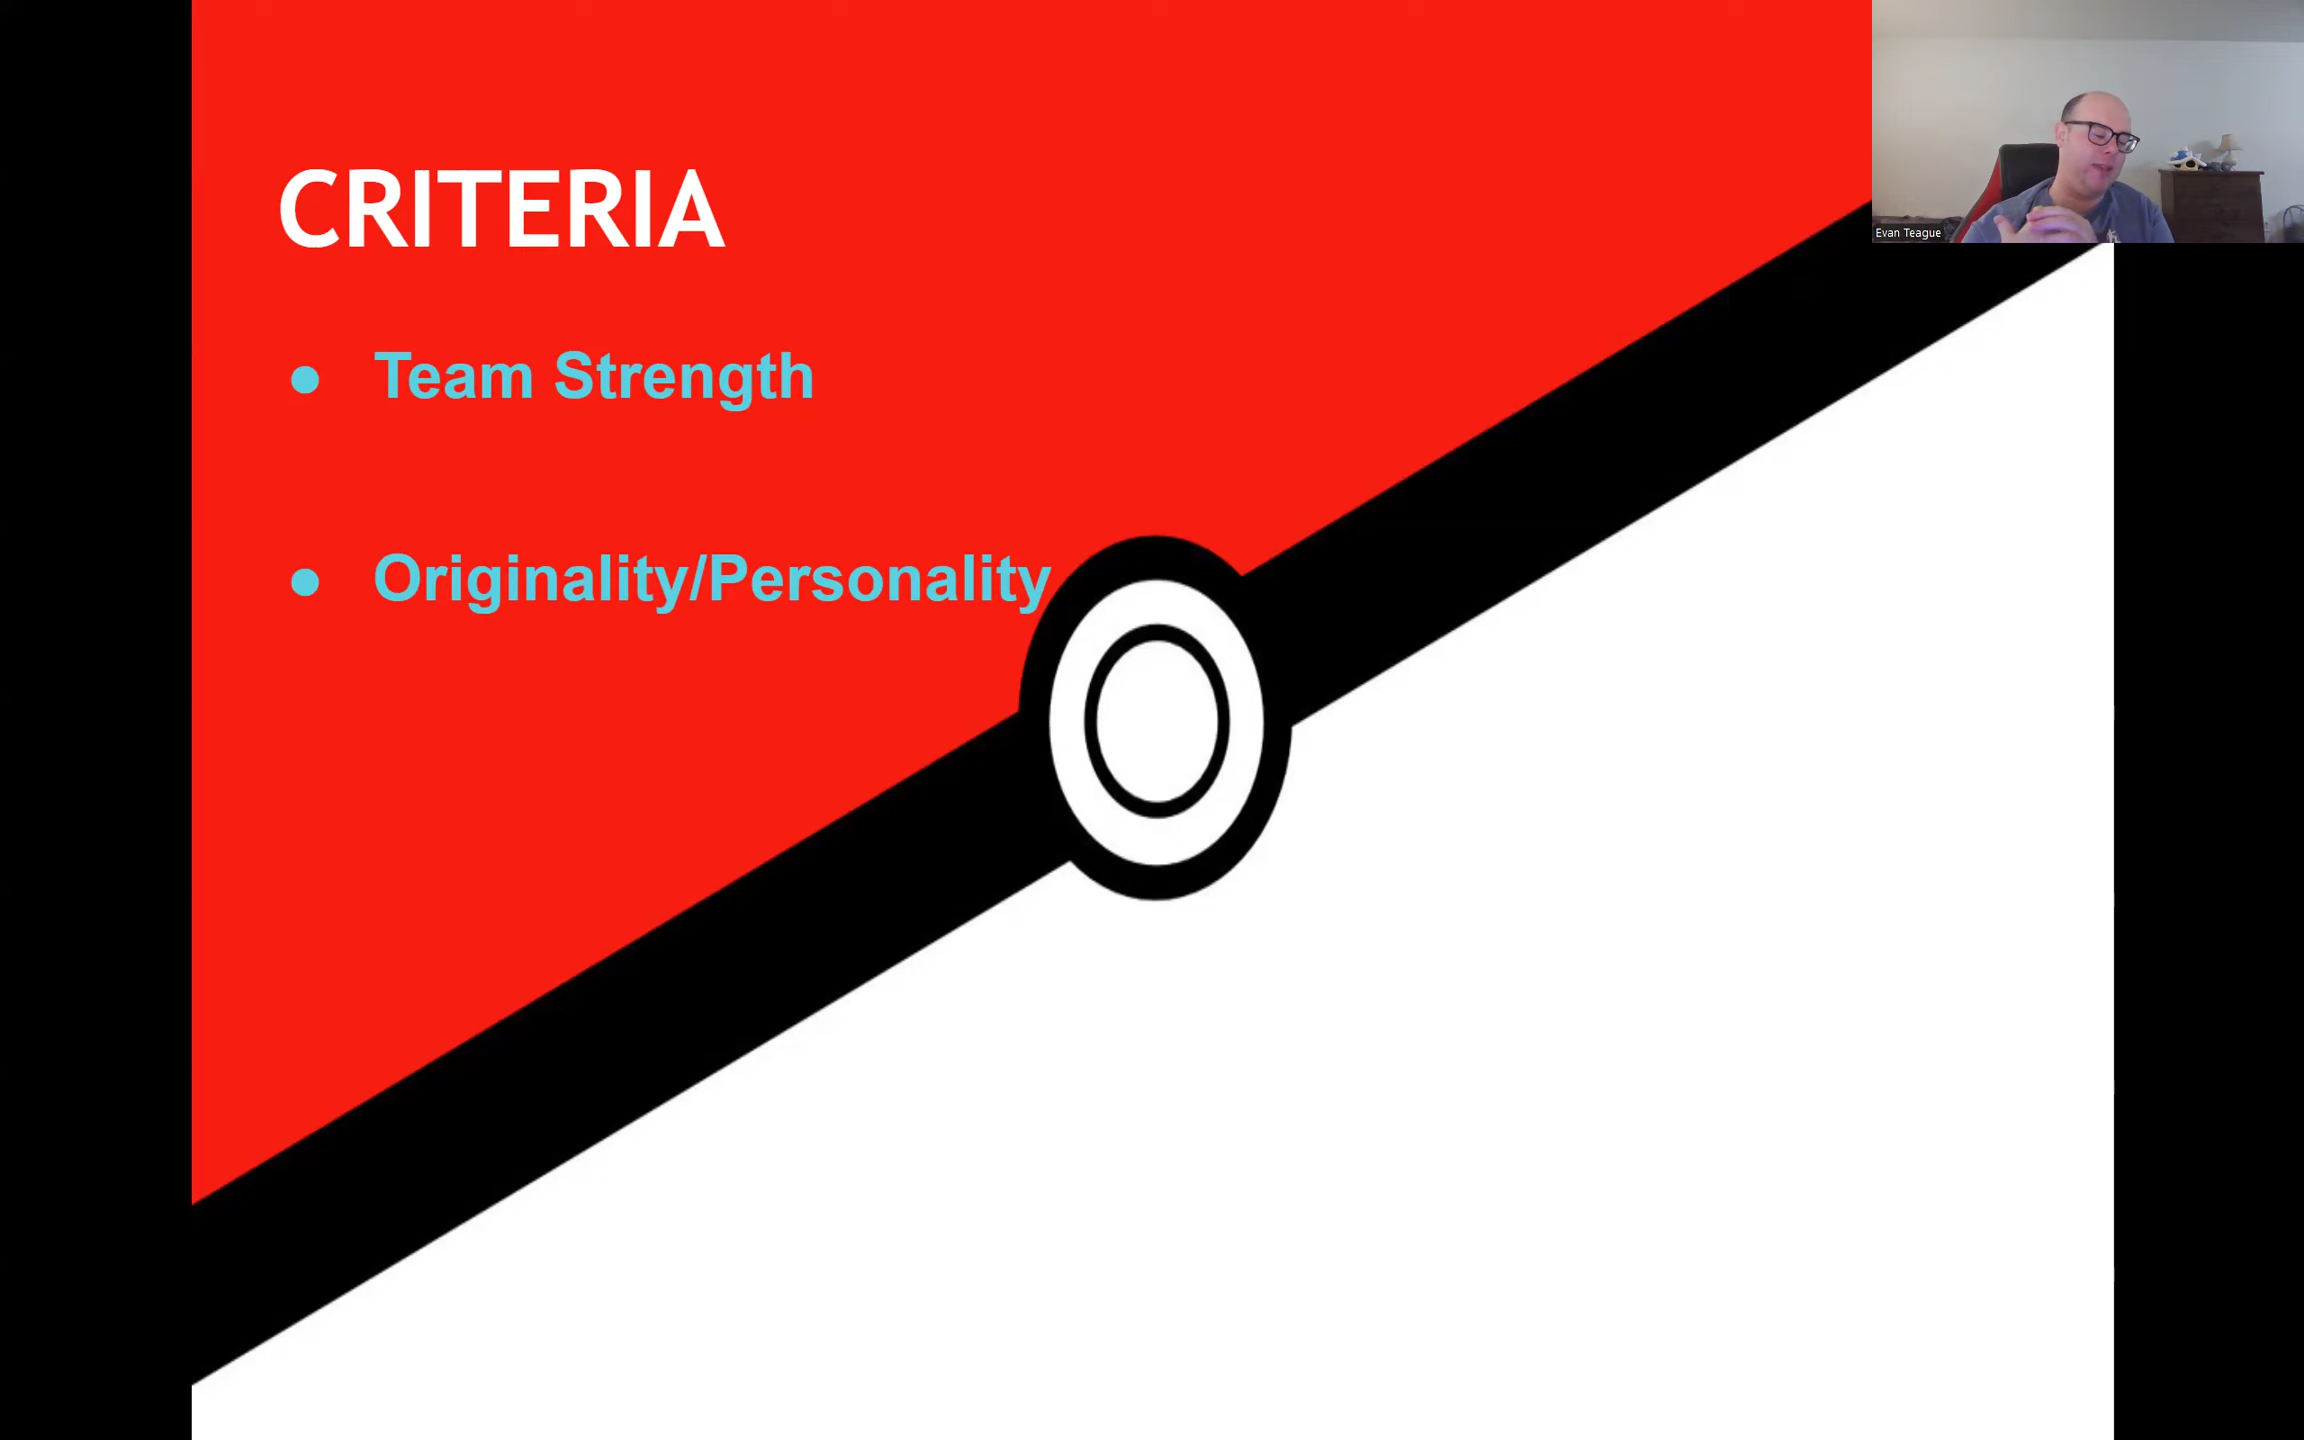 CRITERIA
● Team Strength
● Originality/Personality
Evan Teague